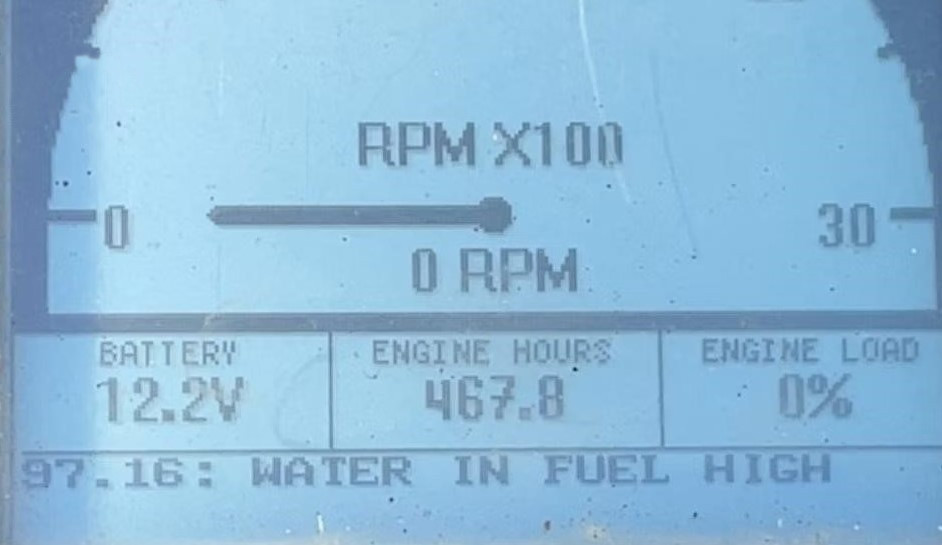 RPM X100
0 30
0 RPM
BATTERY ENGINE HOURS ENGINE LOAD
12.2V 467.8 0%
97.16: WATER IN FUEL HIGH